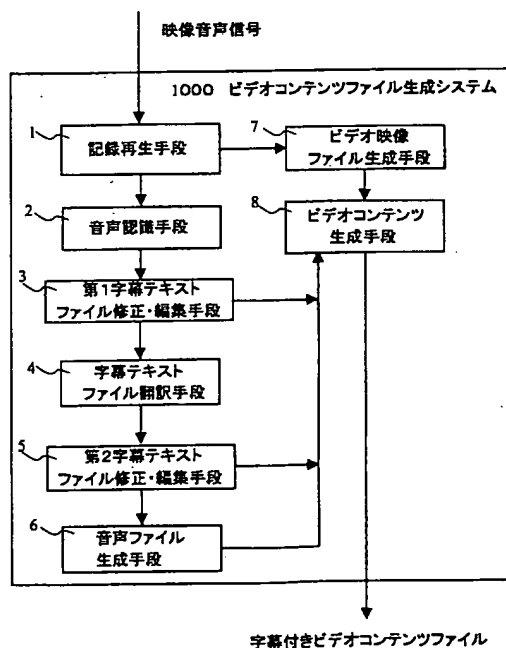 映像音声信号
1000 ビデオコンテンツファイル生成システム
1
記録再生手段
2
音声認識手段
3
第1字幕テキスト
ファイル修正・編集手段
4
字幕テキスト
ファイル翻訳手段
5
第2字幕テキスト
ファイル修正・編集手段
6
音声ファイル
生成手段
7
ビデオ映像
ファイル生成手段
8
ビデオコンテンツ
生成手段
字幕付きビデオコンテンツファイル